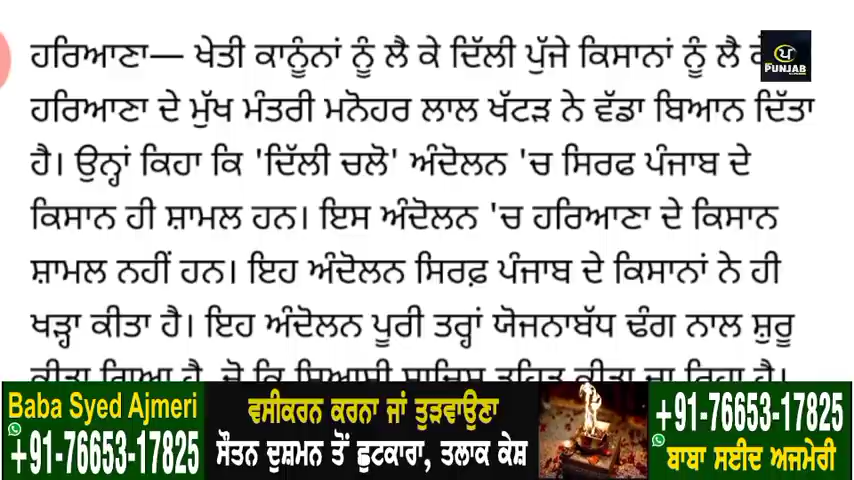 ਹਰਿਆਣਾ— ਖੇਤੀ ਕਾਨੂੰਨਾਂ ਨੂੰ ਲੈ ਕੇ ਦਿੱਲੀ ਪੁੱਜੇ ਕਿਸਾਨਾਂ ਨੂੰ ਲੈ ਕੇ
ਪ
PUNJAB
ਹਰਿਆਣਾ ਦੇ ਮੁੱਖ ਮੰਤਰੀ ਮਨੋਹਰ ਲਾਲ ਖੱਟੜ ਨੇ ਵੱਡਾ ਬਿਆਨ ਦਿੱਤਾ
ਹੈ। ਉਨ੍ਹਾਂ ਕਿਹਾ ਕਿ 'ਦਿੱਲੀ ਚਲੋ' ਅੰਦੋਲਨ 'ਚ ਸਿਰਫ ਪੰਜਾਬ ਦੇ
ਕਿਸਾਨ ਹੀ ਸ਼ਾਮਲ ਹਨ। ਇਸ ਅੰਦੋਲਨ 'ਚ ਹਰਿਆਣਾ ਦੇ ਕਿਸਾਨ
ਸ਼ਾਮਲ ਨਹੀਂ ਹਨ। ਇਹ ਅੰਦੋਲਨ ਸਿਰਫ਼ ਪੰਜਾਬ ਦੇ ਕਿਸਾਨਾਂ ਨੇ ਹੀ
ਖੜ੍ਹਾ ਕੀਤਾ ਹੈ। ਇਹ ਅੰਦੋਲਨ ਪੂਰੀ ਤਰ੍ਹਾਂ ਯੋਜਨਾਬੱਧ ਢੰਗ ਨਾਲ ਸ਼ੁਰੂ
ਕੀਤਾ ਗਿਆ ਹੈ, ਜੋ ਕਿ ਸਿਆਸੀ ਸਾਜਿਸ਼ ਤਹਿਤ ਕੀਤਾ ਜਾ ਰਿਹਾ ਹੈ।
Baba Syed Ajmeri
+91-76653-17825
ਵਸੀਕਰਨ ਕਰਨਾ ਜਾਂ ਤੁੜਵਾਉਣਾ
ਸੌਤਨ ਦੁਸ਼ਮਨ ਤੋਂ ਛੁਟਕਾਰਾ, ਤਲਾਕ ਕੇਸ਼
+91-76653-17825
ਬਾਬਾ ਸਈਦ ਅਜਮੇਰੀ